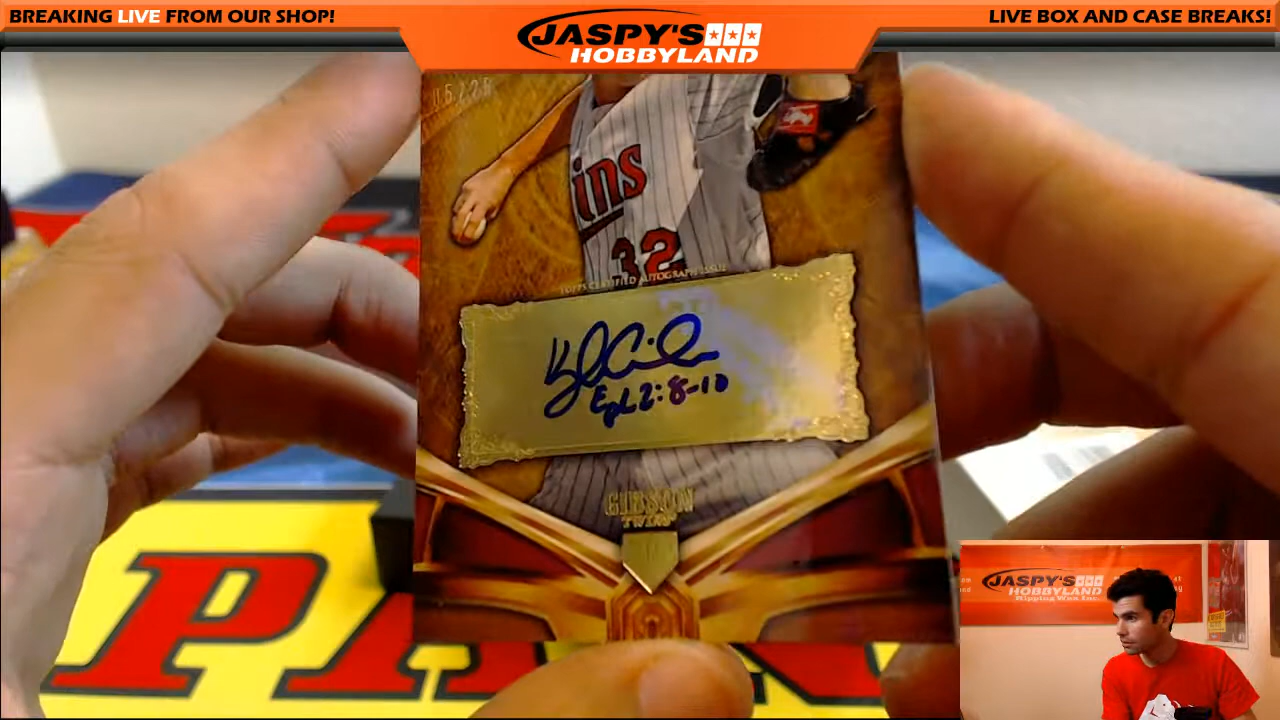 BREAKING LIVE FROM OUR SHOP!
JASPY'S
HOBBYLAND
LIVE BOX AND CASE BREAKS!
ins
32
TOPPS CERTIFIED AUTOGRAPH ISSUE
Eph 2:8-10
GIBSON
TWINS
JASPY'S
HOBBYLAND